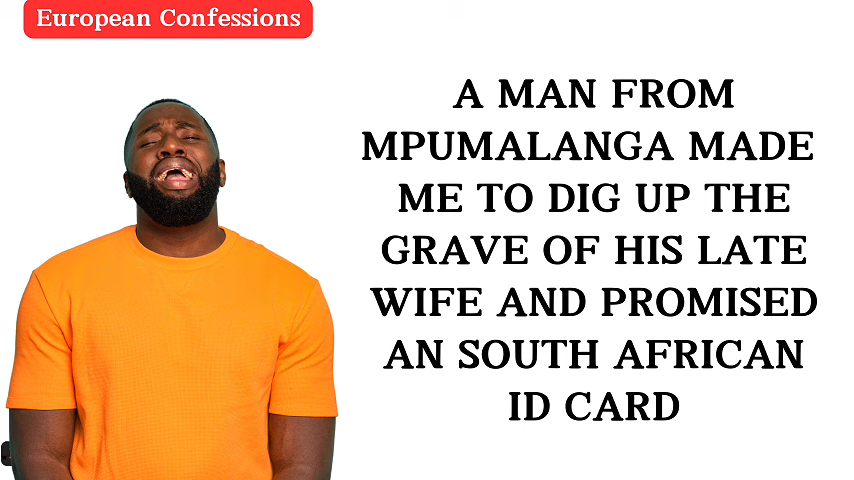 European Confessions
A MAN FROM
MPUMALANGA MADE
ME TO DIG UP THE
GRAVE OF HIS LATE
WIFE AND PROMISED
AN SOUTH AFRICAN
ID CARD